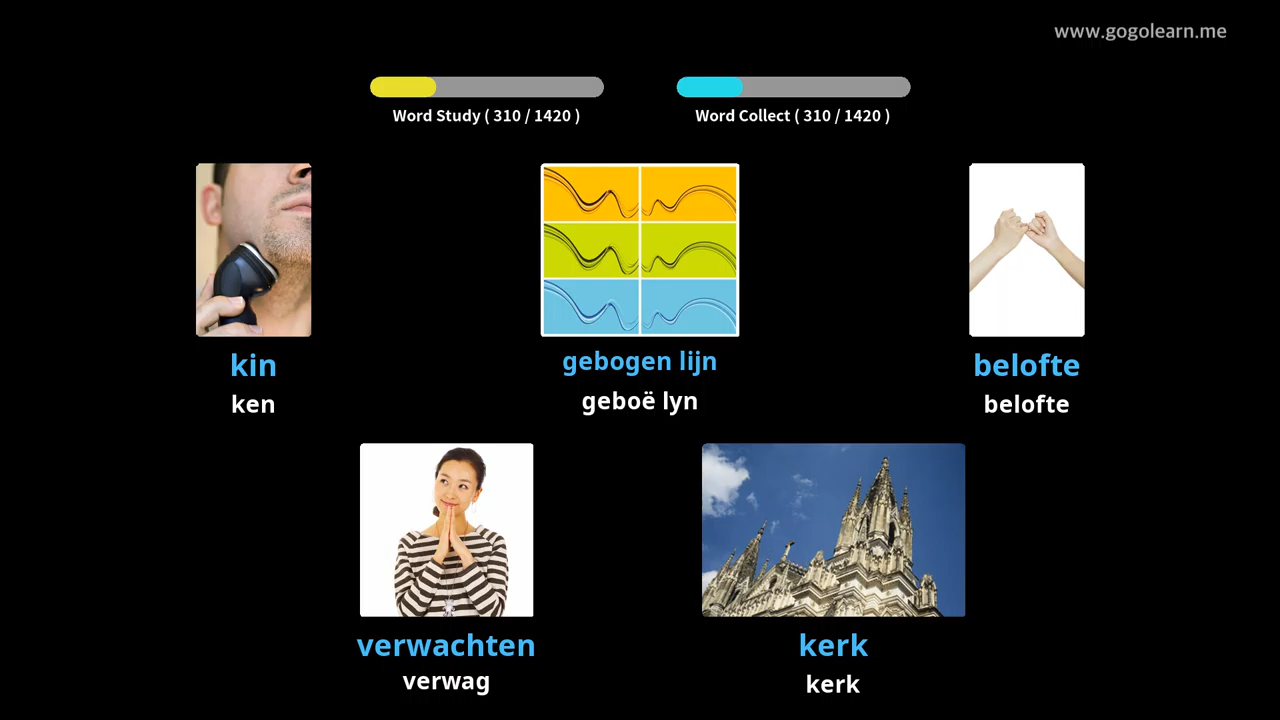 www.gogolearn.me
Word Study ( 310 / 1420 )
Word Collect ( 310 / 1420 )
kin
ken
gebogen lijn
geboë lyn
belofte
belofte
verwachten
verwag
kerk
kerk